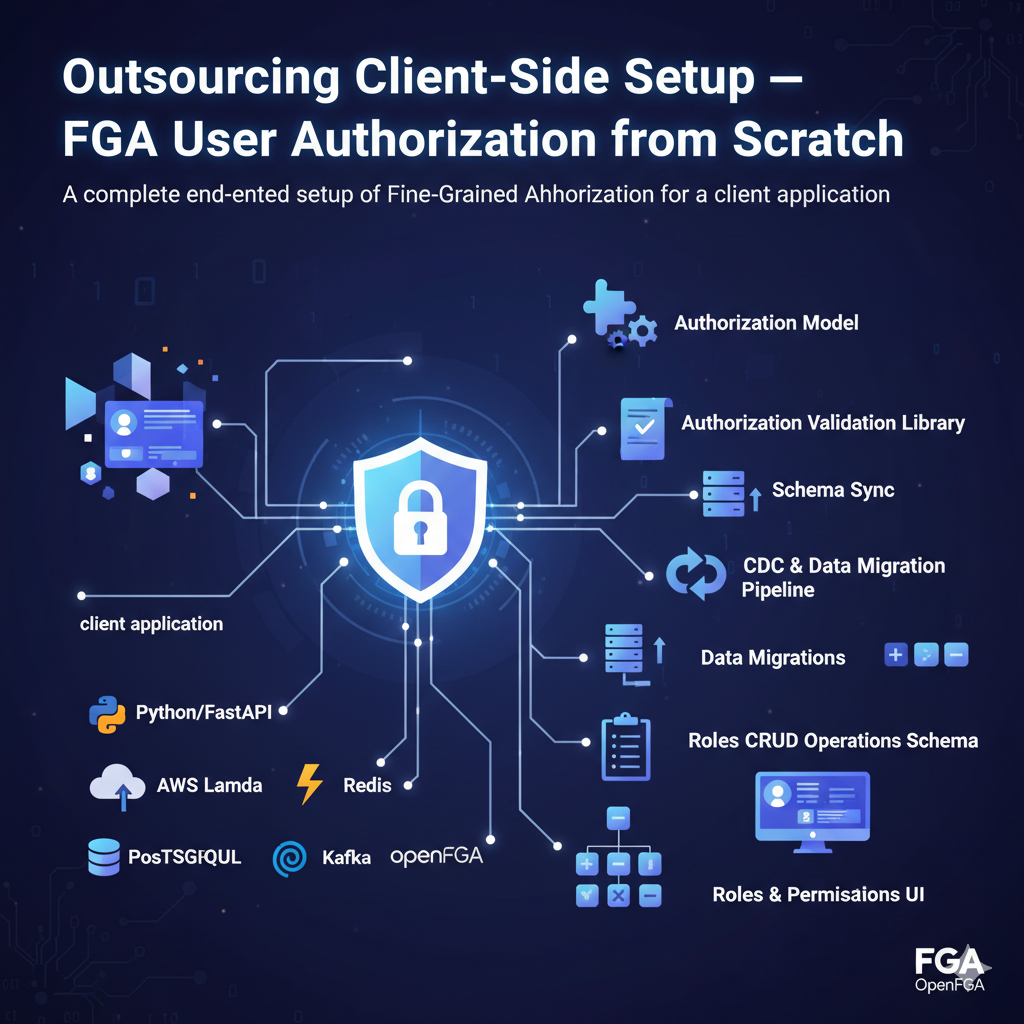 Outsourcing Client-Side Setup —
FGA User Authorization from Scratch
A complete end-ented setup of Fine-Grained Ahhorization for a client application
Authorization Model
Authorization Validation Library
Schema Sync
CDC & Data Migration
Pipeline
client application
Data Migrations
Python/FastAPI
Roles CRUD Operations Schema
AWS Lamda
Redis
Kafka
openFGA
Roles & Permisaions UI
FGA
OpenFGA